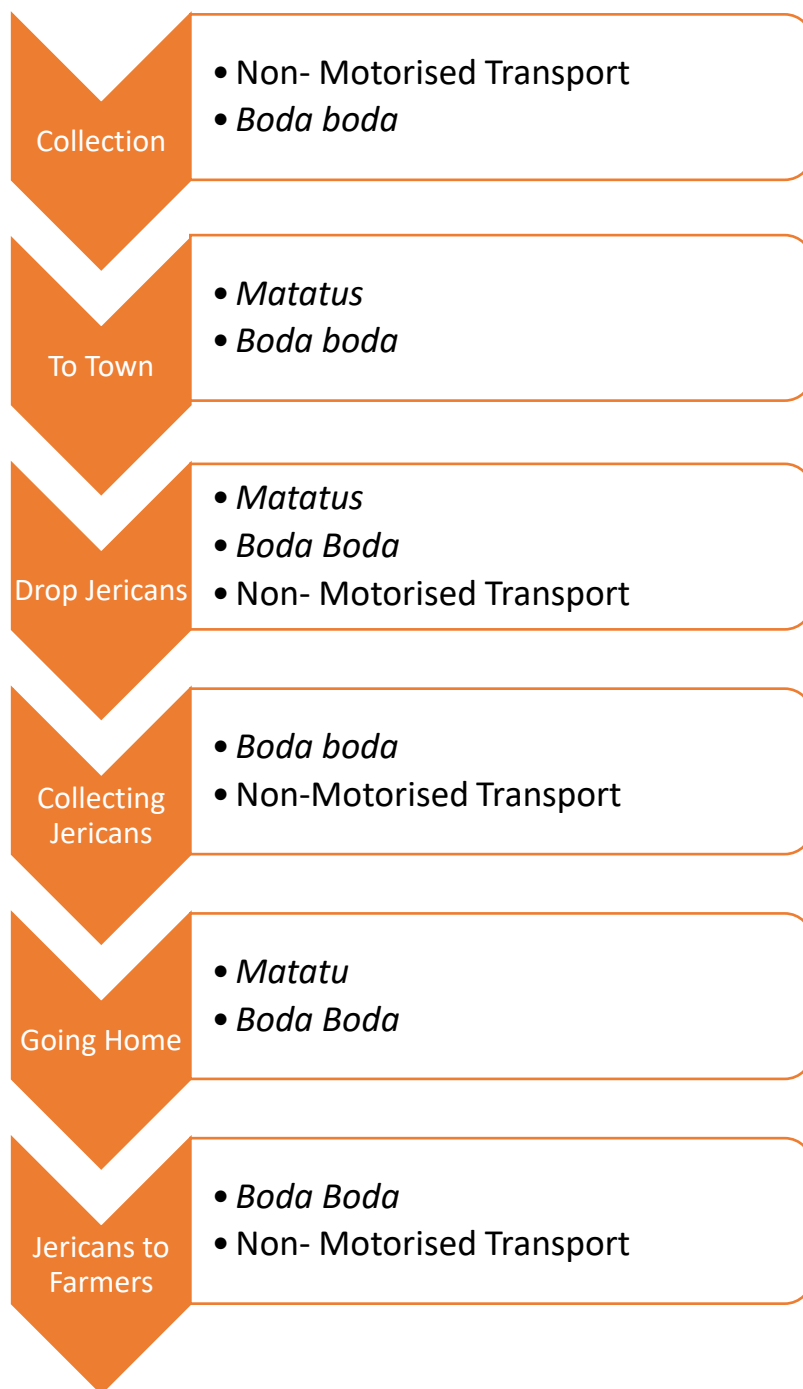 Collection
• Non- Motorised Transport
• Boda boda
To Town
• Matatus
• Boda boda
Drop Jericans
• Matatus
• Boda Boda
• Non- Motorised Transport
Collecting
Jericans
• Boda boda
• Non-Motorised Transport
Going Home
• Matatu
• Boda Boda
Jericans to
Farmers
• Boda Boda
• Non- Motorised Transport